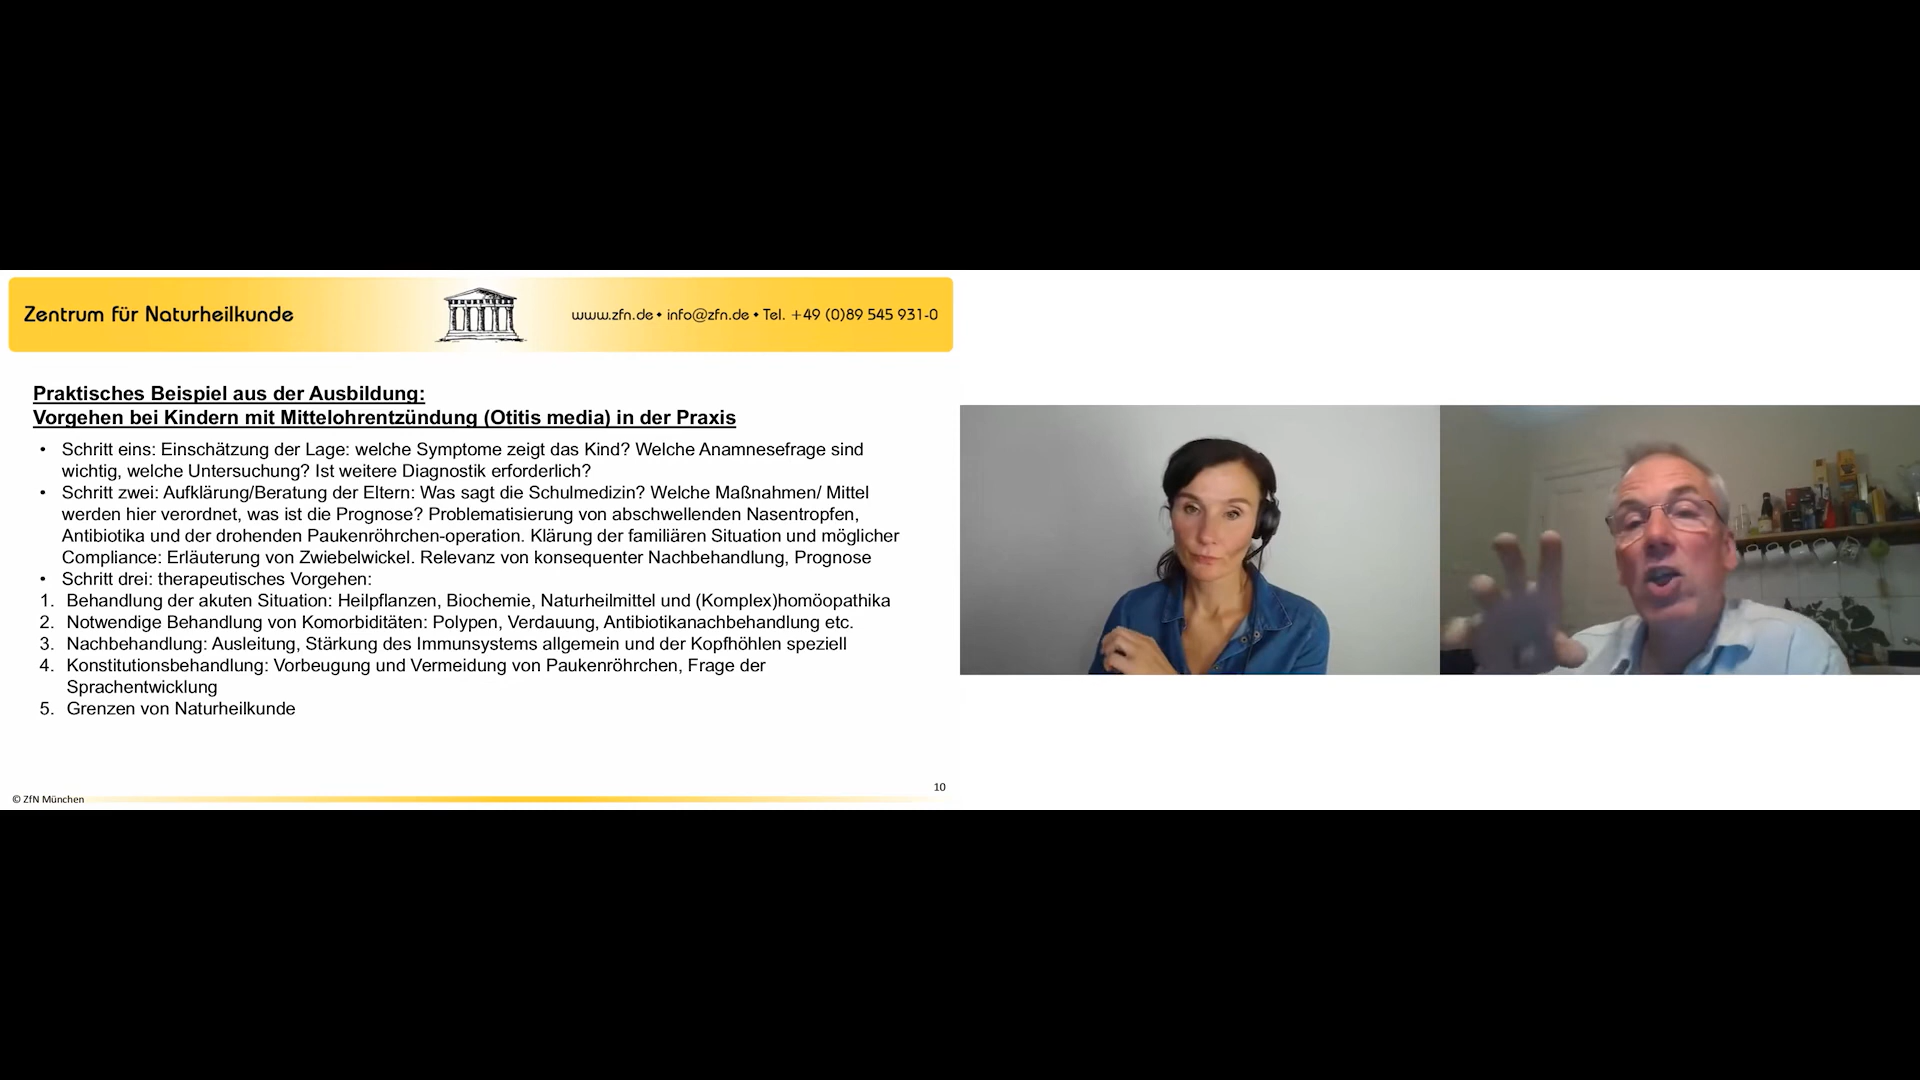 Zentrum für Naturheilkunde
www.zfn.de • info@zfn.de • Tel. +49 (0)89 545 931-0
Praktisches Beispiel aus der Ausbildung:
Vorgehen bei Kindern mit Mittelohrentzündung (Otitis media) in der Praxis
• Schritt eins: Einschätzung der Lage: welche Symptome zeigt das Kind? Welche Anamnesefrage sind
wichtig, welche Untersuchung? Ist weitere Diagnostik erforderlich?
• Schritt zwei: Aufklärung/Beratung der Eltern: Was sagt die Schulmedizin? Welche Maßnahmen/ Mittel
werden hier verordnet, was ist die Prognose? Problematisierung von abschwellenden Nasentropfen,
Antibiotika und der drohenden Paukenröhrchen-operation. Klärung der familiären Situation und möglicher
Compliance: Erläuterung von Zwiebelwickel. Relevanz von konsequenter Nachbehandlung, Prognose
• Schritt drei: therapeutisches Vorgehen:
1. Behandlung der akuten Situation: Heilpflanzen, Biochemie, Naturheilmittel und (Komplex)homöopathika
2. Notwendige Behandlung von Komorbiditäten: Polypen, Verdauung, Antibiotikanachbehandlung etc.
3. Nachbehandlung: Ausleitung, Stärkung des Immunsystems allgemein und der Kopfhöhlen speziell
4. Konstitutionsbehandlung: Vorbeugung und Vermeidung von Paukenröhrchen, Frage der
Sprachentwicklung
5. Grenzen von Naturheilkunde
10
© ZfN München